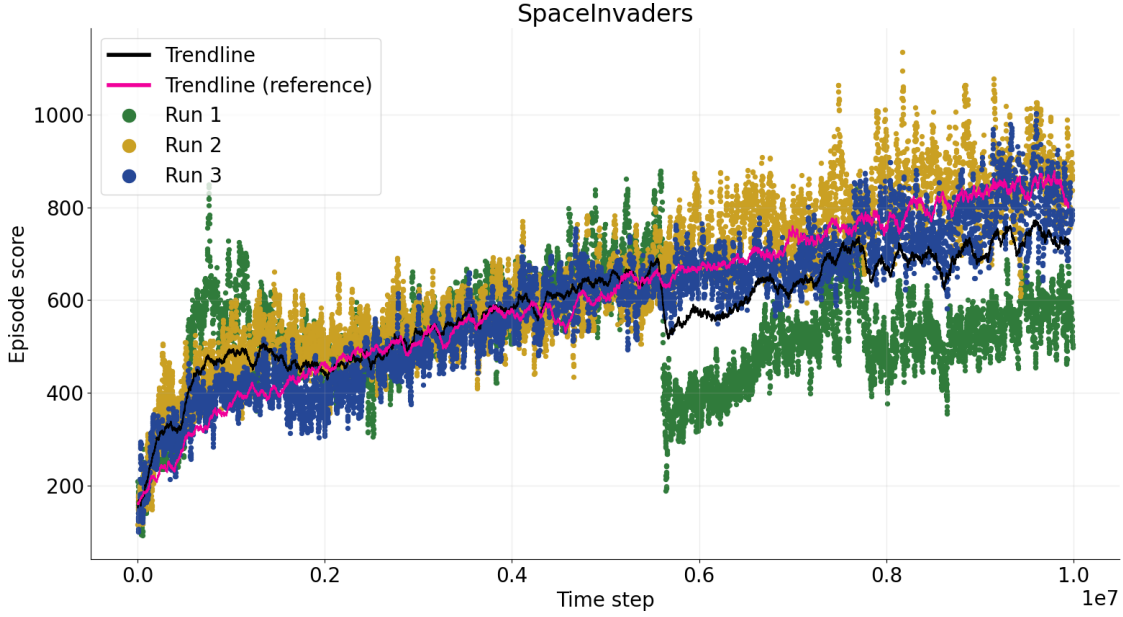 SpaceInvaders
Trendline
Trendline (reference)
Run 1
Run 2
Run 3
Episode score
1000
800
600
400
200
0.0 0.2 0.4 0.6 0.8 1.0
1e7
Time step